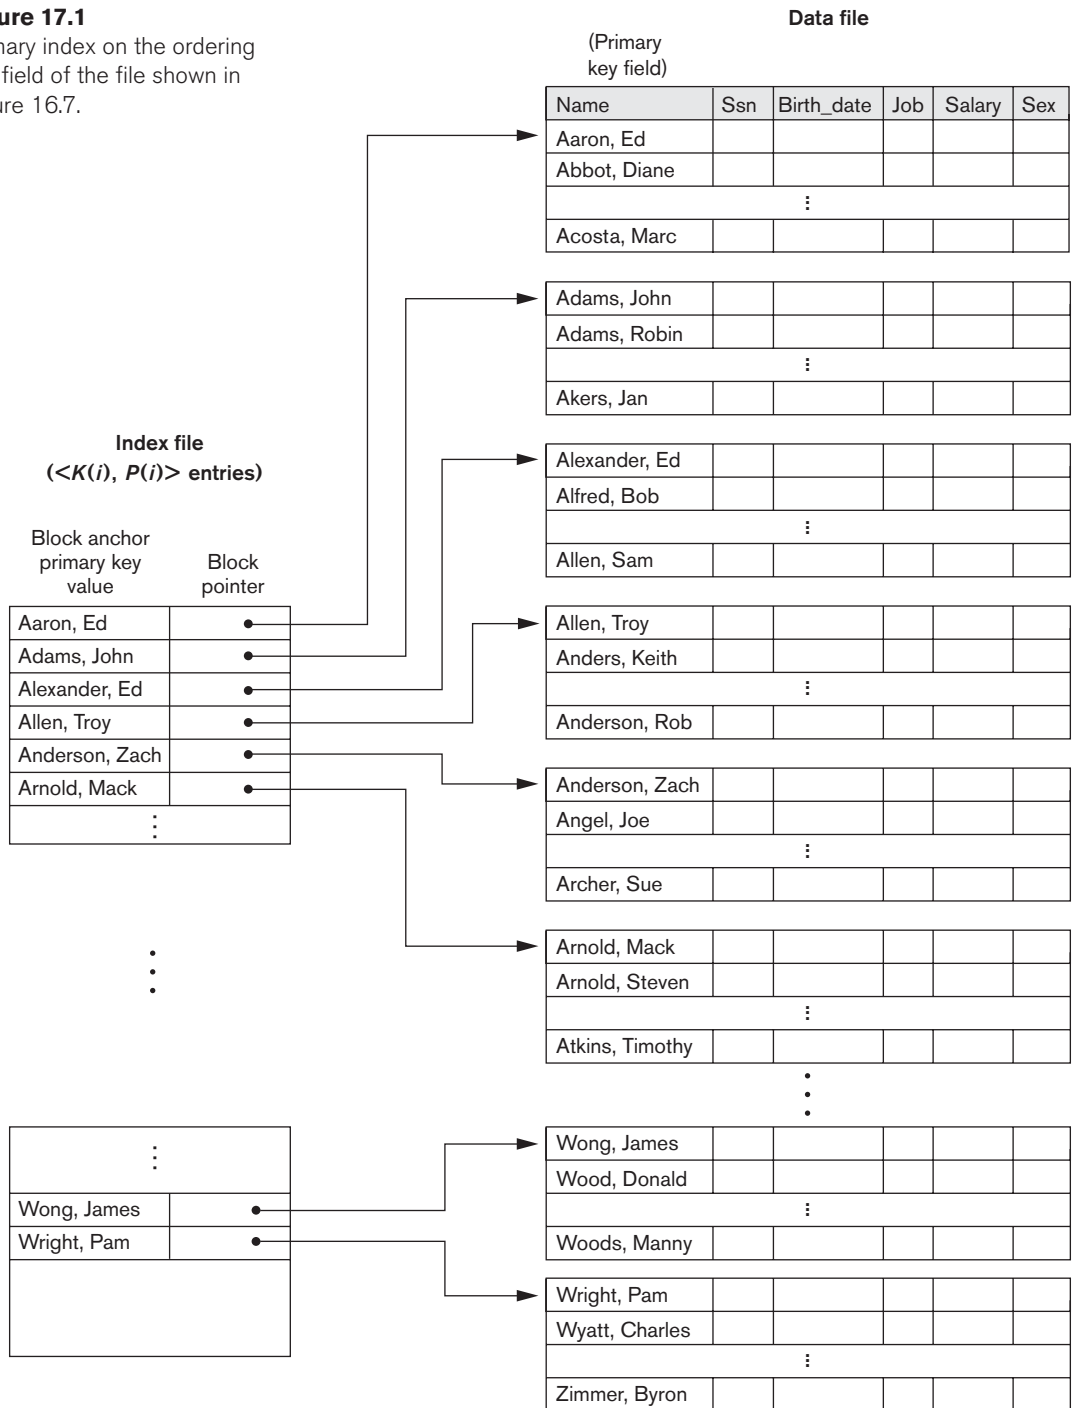 ure 17.1
nary index on the ordering
field of the file shown in
ure 16.7.
Data file
(Primary
key field)
Name Ssn Birth_date Job Salary Sex
Aaron, Ed
Abbot, Diane
Acosta, Marc
Adams, John
Adams, Robin
Akers, Jan
Alexander, Ed
Alfred, Bob
Allen, Sam
Allen, Troy
Anders, Keith
Anderson, Rob
Anderson, Zach
Angel, Joe
Archer, Sue
Arnold, Mack
Arnold, Steven
Atkins, Timothy
Wong, James
Wood, Donald
Woods, Manny
Wright, Pam
Wyatt, Charles
Zimmer, Byron
Index file
(<K(i), P(i)> entries)
Block anchor
primary key
value
Block
pointer
Aaron, Ed
Adams, John
Alexander, Ed
Allen, Troy
Anderson, Zach
Arnold, Mack
Wong, James
Wright, Pam